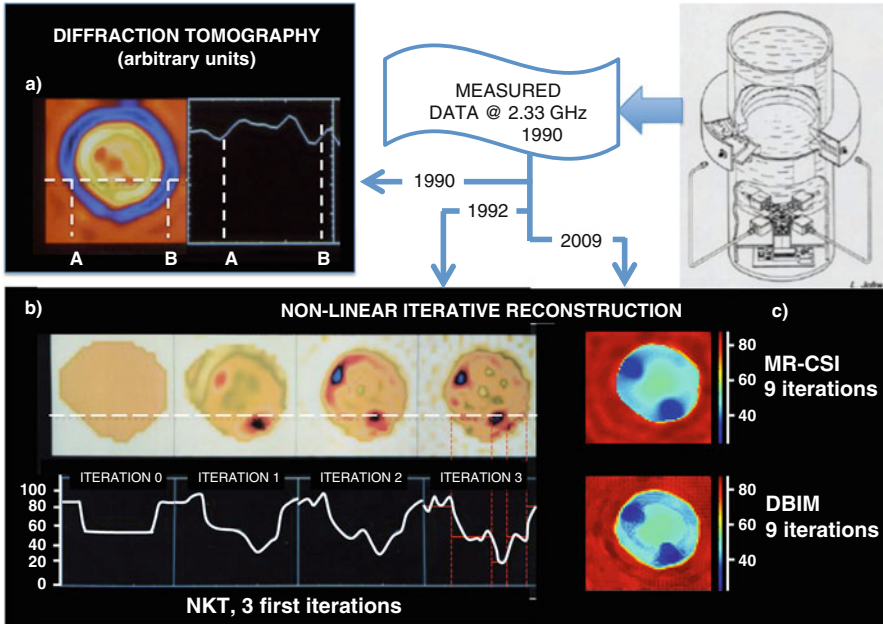 DIFFRACTION TOMOGRAPHY
(arbitrary units)
a)
A
B
A
B
MEASURED
DATA @ 2.33 GHz
1990
1990
1992
2009
b)
NON-LINEAR ITERATIVE RECONSTRUCTION
c)
ITERATION 0
ITERATION 1
ITERATION 2
ITERATION 3
100
80
60
40
20
0
NKT, 3 first iterations
80
60
40
MR-CSI
9 iterations
80
60
40
DBIM
9 iterations